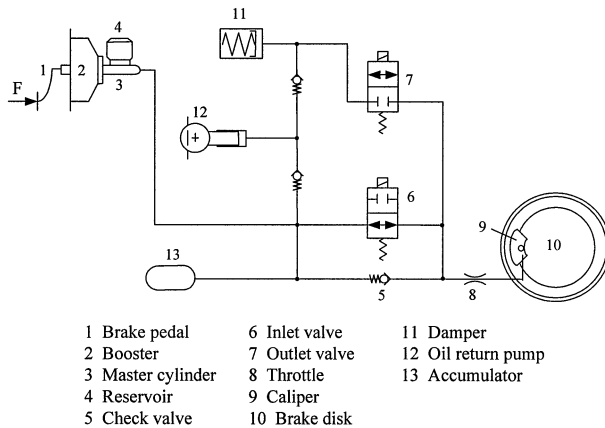 11
4
1
2
3
F
7
12
6
9
10
13
5
8
1 Brake pedal
2 Booster
3 Master cylinder
4 Reservoir
5 Check valve
6 Inlet valve
7 Outlet valve
8 Throttle
9 Caliper
10 Brake disk
11 Damper
12 Oil return pump
13 Accumulator